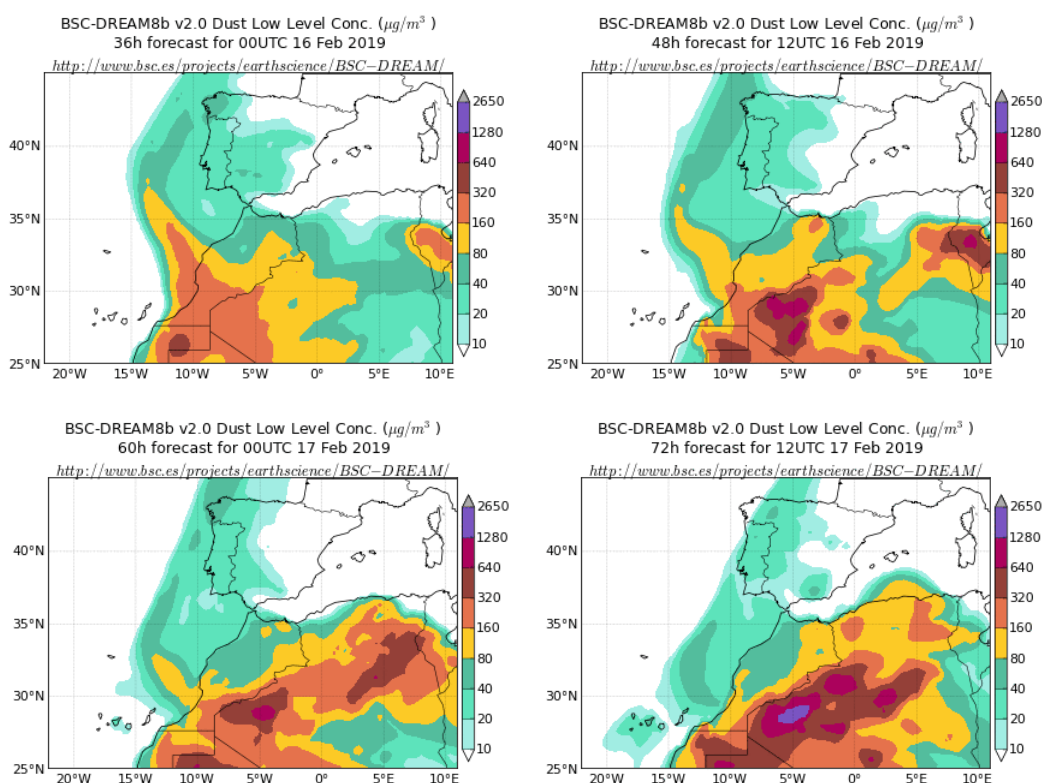 BSC-DREAM8b v2.0 Dust Low Level Conc. (μg/m³ )
36h forecast for 00UTC 16 Feb 2019
http://www.bsc.es/projects/earthscience/BSC−DREAM/
40°N
35°N
30°N
25°N
20°W 15°W 10°W 5°W 0° 5°E 10°E
2650
1280
640
320
160
80
40
20
10
BSC-DREAM8b v2.0 Dust Low Level Conc. (μg/m³ )
48h forecast for 12UTC 16 Feb 2019
http://www.bsc.es/projects/earthscience/BSC−DREAM/
40°N
35°N
30°N
25°N
20°W 15°W 10°W 5°W 0° 5°E 10°E
2650
1280
640
320
160
80
40
20
10
BSC-DREAM8b v2.0 Dust Low Level Conc. (μg/m³ )
60h forecast for 00UTC 17 Feb 2019
http://www.bsc.es/projects/earthscience/BSC−DREAM/
40°N
35°N
30°N
25°N
20°W 15°W 10°W 5°W 0° 5°E 10°E
2650
1280
640
320
160
80
40
20
10
BSC-DREAM8b v2.0 Dust Low Level Conc. (μg/m³ )
72h forecast for 12UTC 17 Feb 2019
http://www.bsc.es/projects/earthscience/BSC−DREAM/
40°N
35°N
30°N
25°N
20°W 15°W 10°W 5°W 0° 5°E 10°E
2650
1280
640
320
160
80
40
20
10